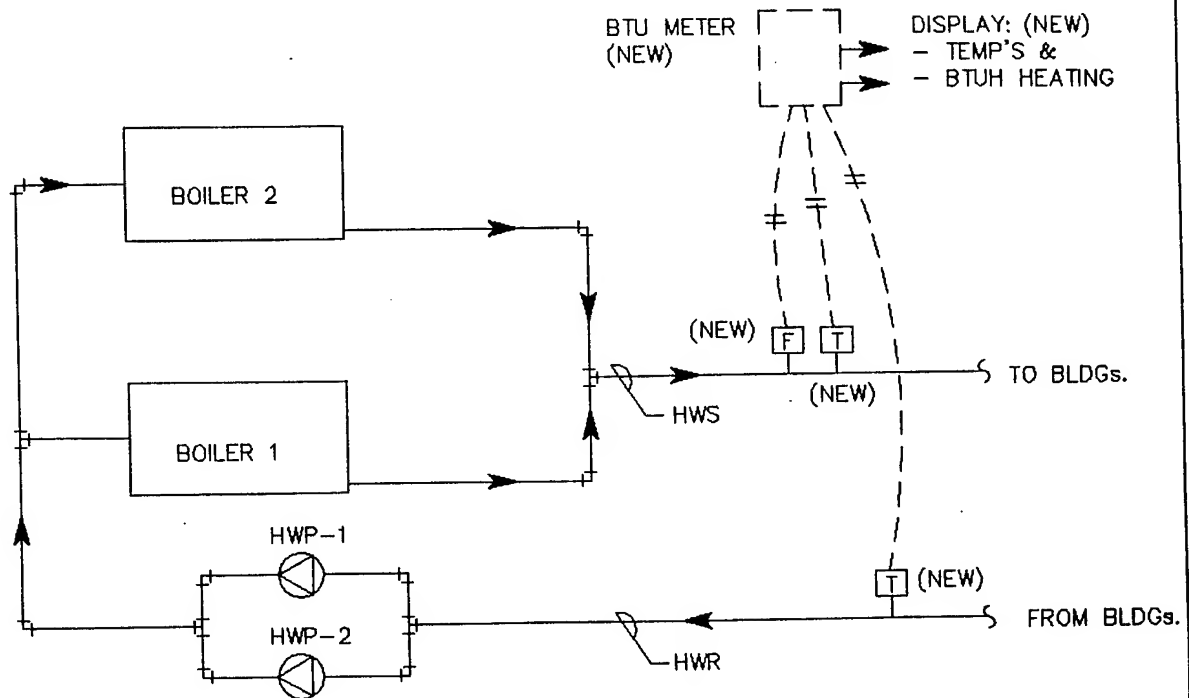 BTU METER
(NEW)
DISPLAY: (NEW)
- TEMP'S &
- BTUH HEATING
BOILER 2
(NEW)
F
T
(NEW)
TO BLDGs.
HWS
BOILER 1
HWP-1
T
(NEW)
HWP-2
HWR
FROM BLDGs.